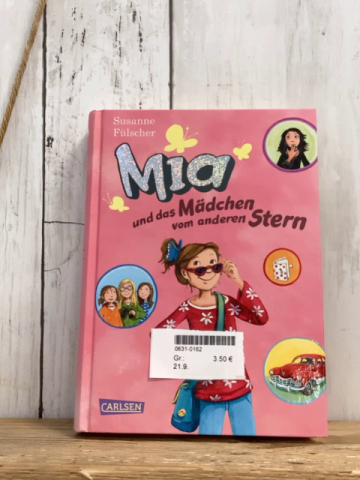 Susanne
Fülscher
Mia
und das Mädchen
vom anderen Stern
0631-0162
Gr.: 3.50 €
21.9.
CARLSEN